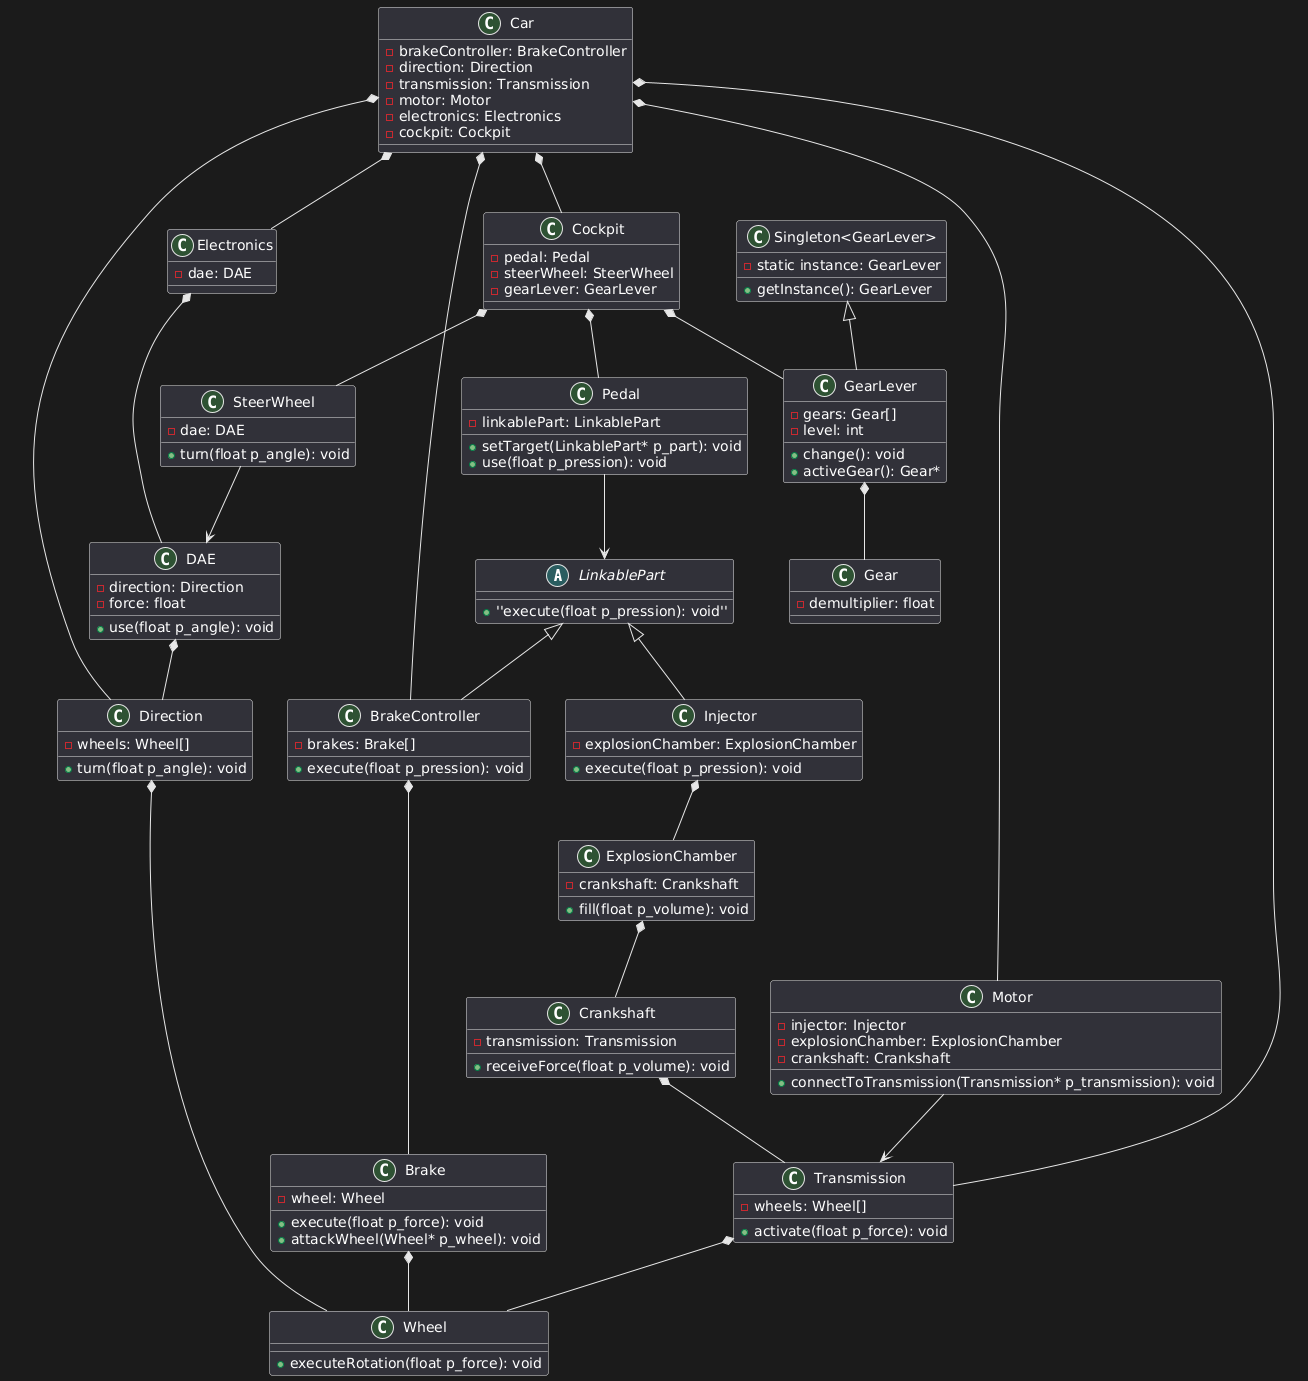 C Car
brakeController: BrakeController
direction: Direction
transmission: Transmission
motor: Motor
electronics: Electronics
cockpit: Cockpit
C Electronics
dae: DAE
C Cockpit
pedal: Pedal
steerWheel: SteerWheel
gearLever: GearLever
C Singleton<GearLever>
static instance: GearLever
getInstance(): GearLever
C SteerWheel
dae: DAE
turn(float p_angle): void
C Pedal
linkablePart: LinkablePart
setTarget(LinkablePart* p_part): void
use(float p_pression): void
C GearLever
gears: Gear[]
level: int
change(): void
activeGear(): Gear*
C DAE
direction: Direction
force: float
use(float p_angle): void
A LinkablePart
''execute(float p_pression): void''
C Gear
demultiplier: float
C Direction
wheels: Wheel[]
turn(float p_angle): void
C BrakeController
brakes: Brake[]
execute(float p_pression): void
C Injector
explosionChamber: ExplosionChamber
execute(float p_pression): void
C ExplosionChamber
crankshaft: Crankshaft
fill(float p_volume): void
C Crankshaft
transmission: Transmission
receiveForce(float p_volume): void
C Motor
injector: Injector
explosionChamber: ExplosionChamber
crankshaft: Crankshaft
connectToTransmission(Transmission* p_transmission): void
C Brake
wheel: Wheel
execute(float p_force): void
attackWheel(Wheel* p_wheel): void
C Transmission
wheels: Wheel[]
activate(float p_force): void
C Wheel
executeRotation(float p_force): void